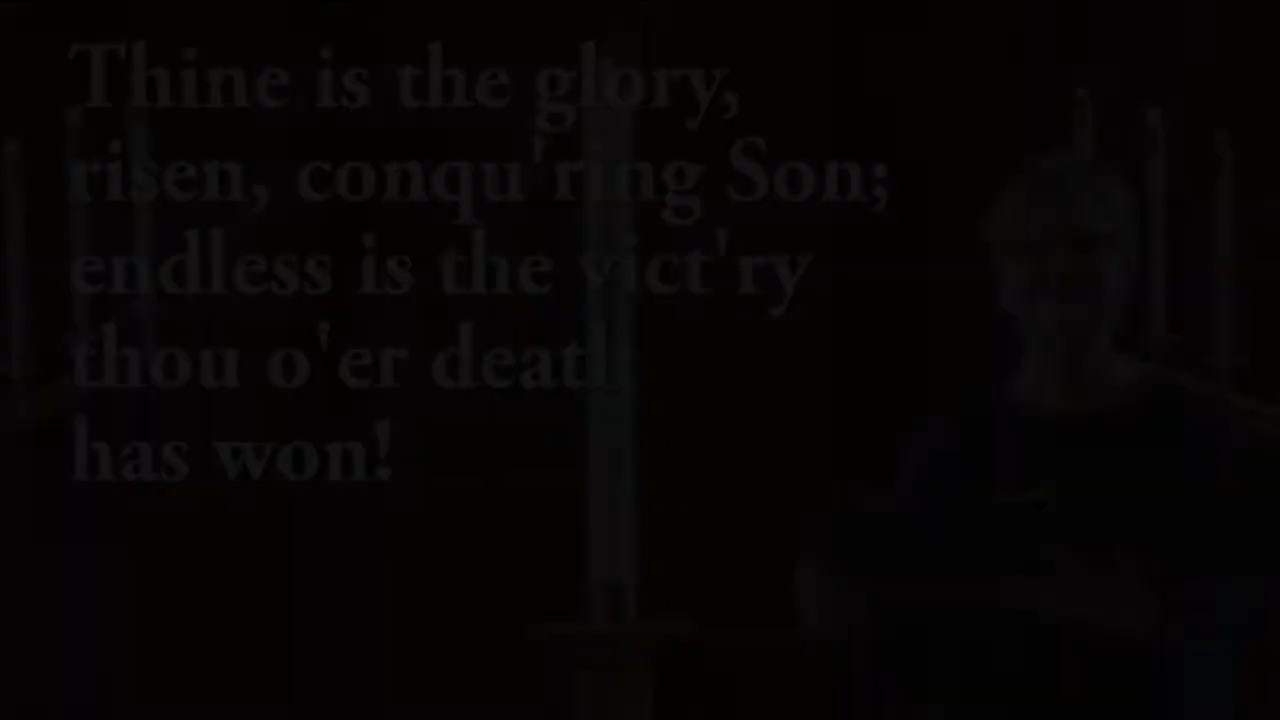 Thine is the glory,
risen, conqu'ring Son;
endless is the vict'ry
thou o'er death
has won!